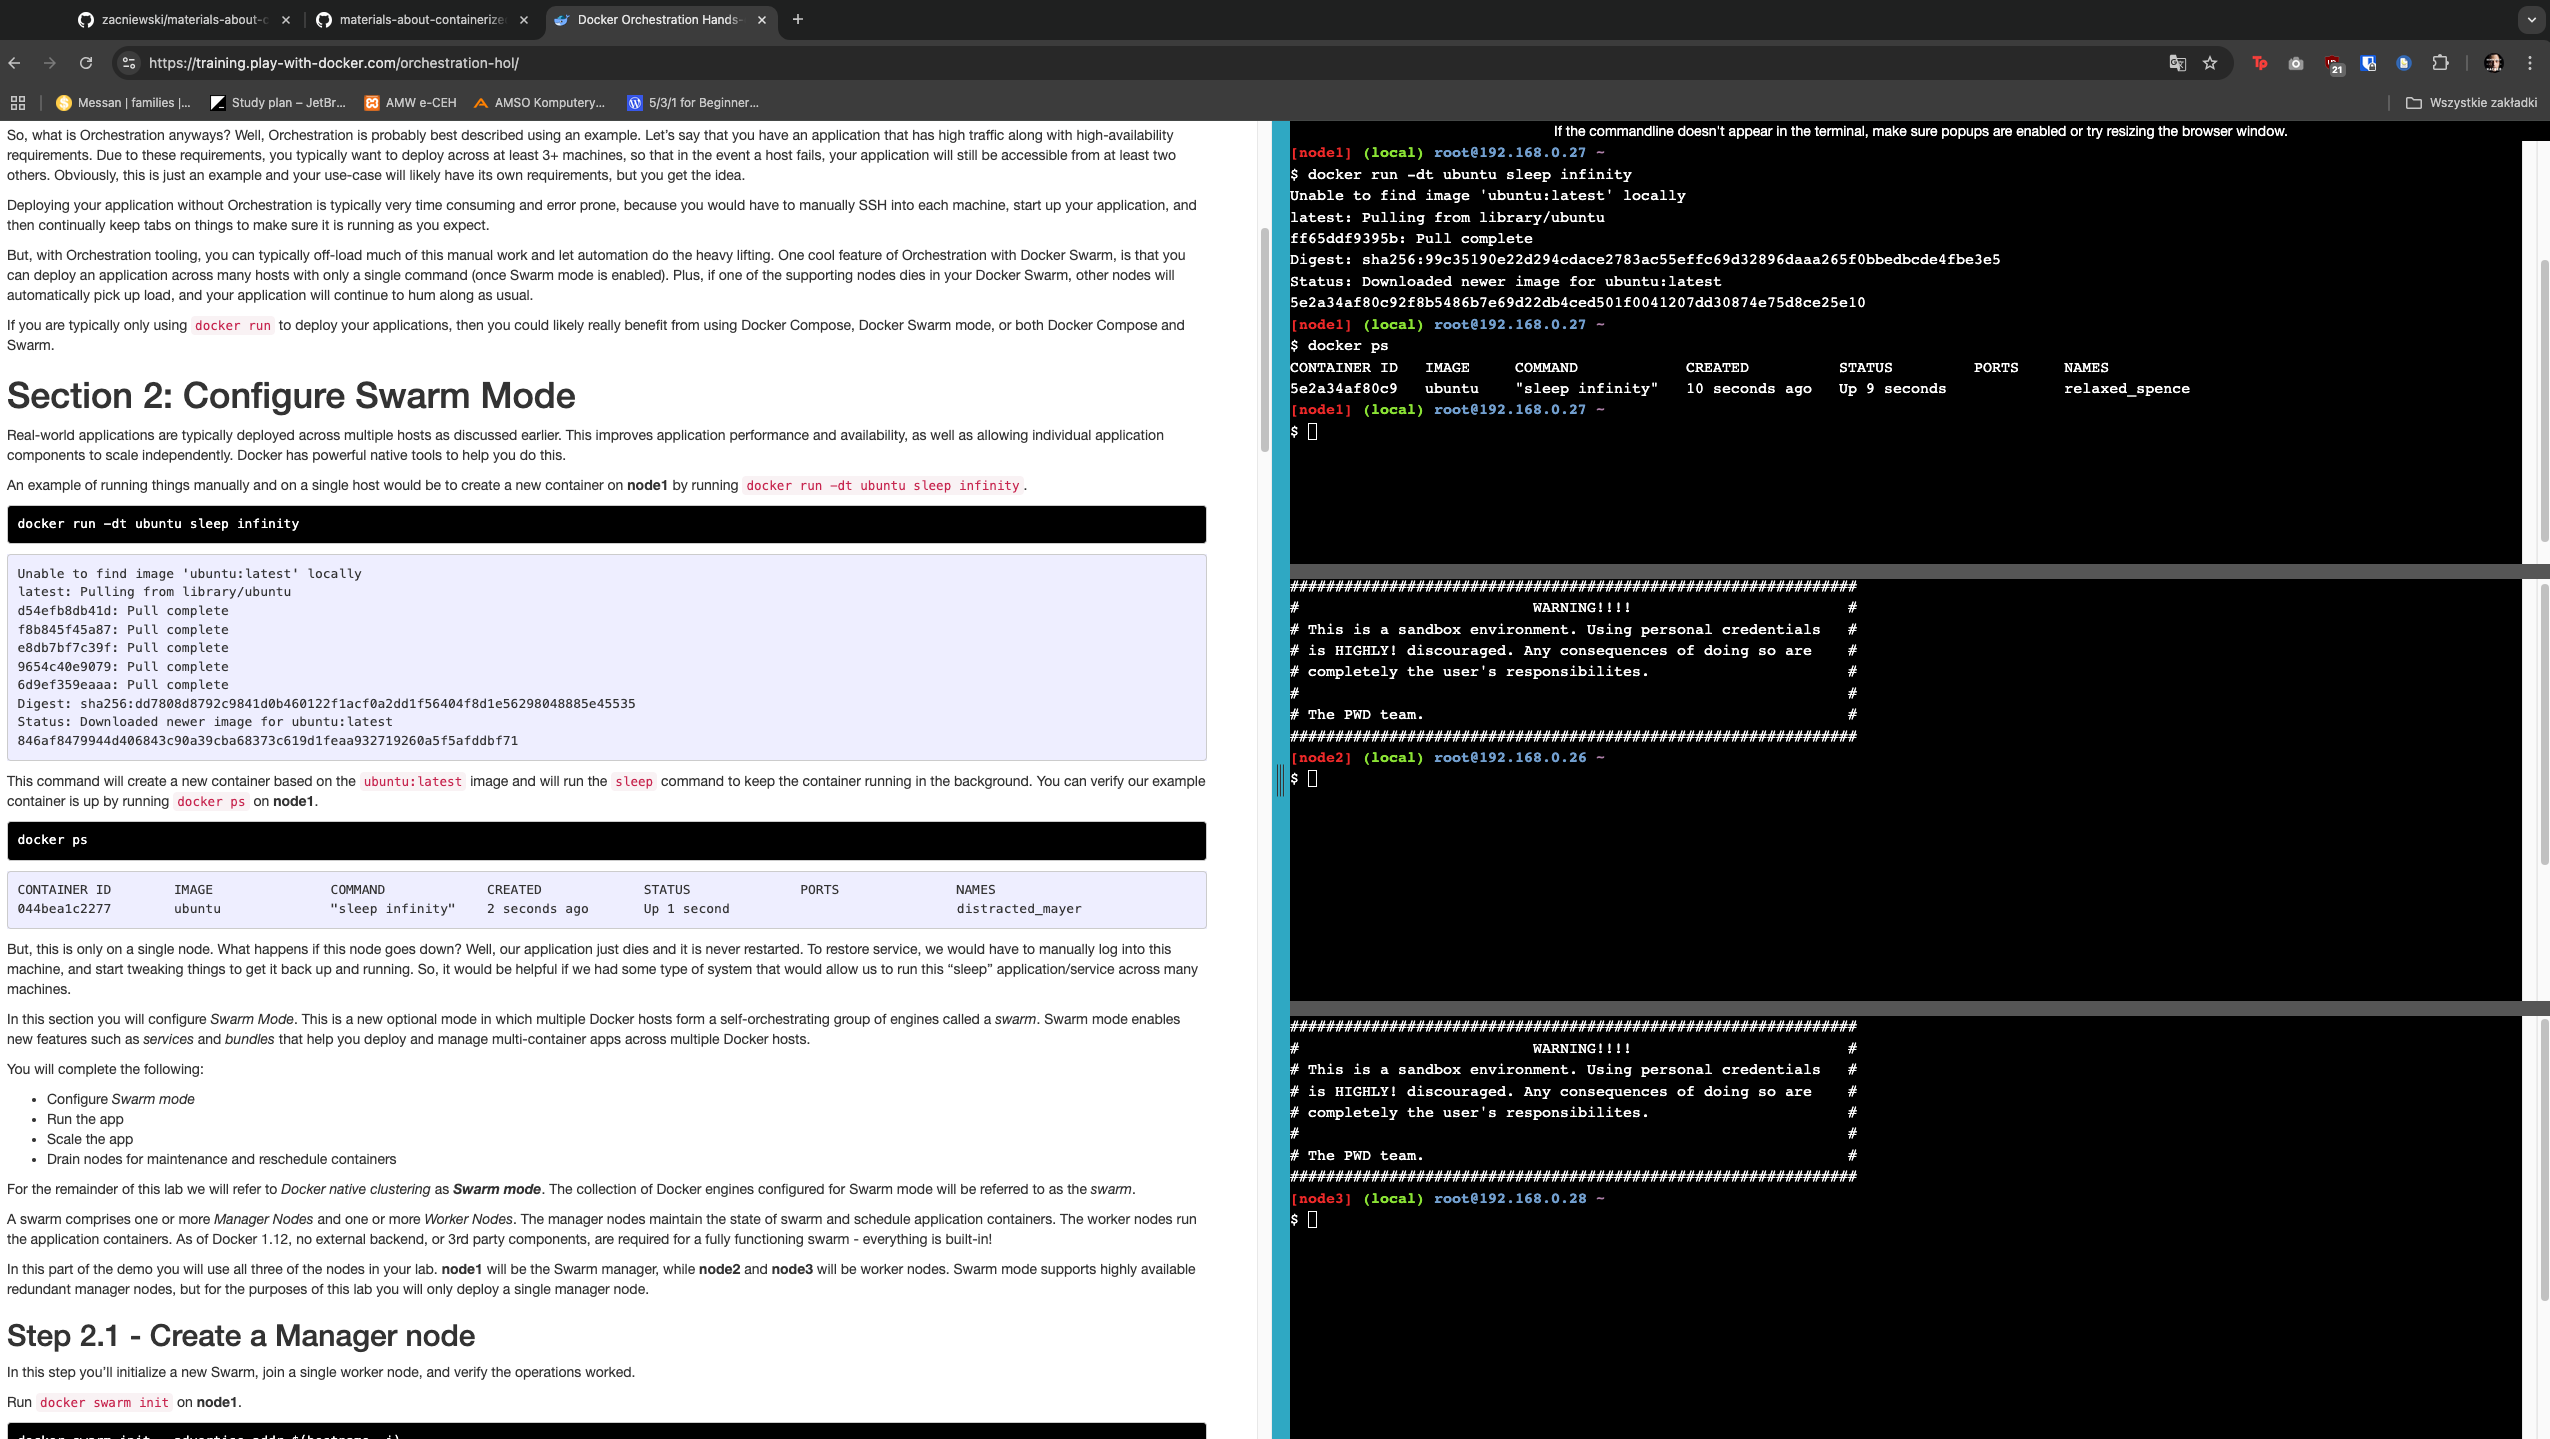 zacniewski/materials-about-c
materials-about-containerize
Docker Orchestration Hands-
https://training.play-with-docker.com/orchestration-hol/
21
Messan | families |...
Study plan – JetBr...
AMW e-CEH
AMSO Komputery...
5/3/1 for Beginner...
Wszystkie zakładki
So, what is Orchestration anyways? Well, Orchestration is probably best described using an example. Let's say that you have an application that has high traffic along with high-availability
requirements. Due to these requirements, you typically want to deploy across at least 3+ machines, so that in the event a host fails, your application will still be accessible from at least two
others. Obviously, this is just an example and your use-case will likely have its own requirements, but you get the idea.
Deploying your application without Orchestration is typically very time consuming and error prone, because you would have to manually SSH into each machine, start up your application, and
then continually keep tabs on things to make sure it is running as you expect.
But, with Orchestration tooling, you can typically off-load much of this manual work and let automation do the heavy lifting. One cool feature of Orchestration with Docker Swarm, is that you
can deploy an application across many hosts with only a single command (once Swarm mode is enabled). Plus, if one of the supporting nodes dies in your Docker Swarm, other nodes will
automatically pick up load, and your application will continue to hum along as usual.
If you are typically only using docker run to deploy your applications, then you could likely really benefit from using Docker Compose, Docker Swarm mode, or both Docker Compose and
Swarm.
Section 2: Configure Swarm Mode
Real-world applications are typically deployed across multiple hosts as discussed earlier. This improves application performance and availability, as well as allowing individual application
components to scale independently. Docker has powerful native tools to help you do this.
An example of running things manually and on a single host would be to create a new container on node1 by running docker run -dt ubuntu sleep infinity.
docker run -dt ubuntu sleep infinity
Unable to find image 'ubuntu:latest' locally
latest: Pulling from library/ubuntu
d54efb8db41d: Pull complete
f8b845f45a87: Pull complete
e8db7bf7c39f: Pull complete
9654c40e9079: Pull complete
6d9ef359eaaa: Pull complete
Digest: sha256:dd7808d8792c9841d0b460122f1acf0a2dd1f56404f8d1e56298048885e45535
Status: Downloaded newer image for ubuntu:latest
846af8479944d406843c90a39cba68373c619d1feaa932719260a5f5afddbf71
This command will create a new container based on the ubuntu:latest image and will run the sleep command to keep the container running in the background. You can verify our example
container is up by running docker ps on node1.
docker ps
CONTAINER ID IMAGE COMMAND CREATED STATUS PORTS NAMES
044bea1c2277 ubuntu "sleep infinity" 2 seconds ago Up 1 second distracted_mayer
But, this is only on a single node. What happens if this node goes down? Well, our application just dies and it is never restarted. To restore service, we would have to manually log into this
machine, and start tweaking things to get it back up and running. So, it would be helpful if we had some type of system that would allow us to run this “sleep” application/service across many
machines.
In this section you will configure Swarm Mode. This is a new optional mode in which multiple Docker hosts form a self-orchestrating group of engines called a swarm. Swarm mode enables
new features such as services and bundles that help you deploy and manage multi-container apps across multiple Docker hosts.
You will complete the following:
• Configure Swarm mode
• Run the app
• Scale the app
• Drain nodes for maintenance and reschedule containers
For the remainder of this lab we will refer to Docker native clustering as Swarm mode. The collection of Docker engines configured for Swarm mode will be referred to as the swarm.
A swarm comprises one or more Manager Nodes and one or more Worker Nodes. The manager nodes maintain the state of swarm and schedule application containers. The worker nodes run
the application containers. As of Docker 1.12, no external backend, or 3rd party components, are required for a fully functioning swarm - everything is built-in!
In this part of the demo you will use all three of the nodes in your lab. node1 will be the Swarm manager, while node2 and node3 will be worker nodes. Swarm mode supports highly available
redundant manager nodes, but for the purposes of this lab you will only deploy a single manager node.
Step 2.1 - Create a Manager node
In this step you'll initialize a new Swarm, join a single worker node, and verify the operations worked.
Run docker swarm init on node1.
If the commandline doesn't appear in the terminal, make sure popups are enabled or try resizing the browser window.
[node1] (local) root@192.168.0.27 ~
$ docker run -dt ubuntu sleep infinity
Unable to find image 'ubuntu:latest' locally
latest: Pulling from library/ubuntu
ff65ddf9395b: Pull complete
Digest: sha256:99c35190e22d294cdace2783ac55effc69d32896daaa265f0bbedbcde4fbe3e5
Status: Downloaded newer image for ubuntu:latest
5e2a34af80c92f8b5486b7e69d22db4ced501f0041207dd30874e75d8ce25e10
[node1] (local) root@192.168.0.27 ~
$ docker ps
CONTAINER ID IMAGE COMMAND CREATED STATUS PORTS NAMES
5e2a34af80c9 ubuntu "sleep infinity" 10 seconds ago Up 9 seconds relaxed_spence
[node1] (local) root@192.168.0.27 ~
$
###############################################################
# WARNING!!!! #
# This is a sandbox environment. Using personal credentials #
# is HIGHLY! discouraged. Any consequences of doing so are #
# completely the user's responsibilites. #
# #
# The PWD team. #
###############################################################
[node2] (local) root@192.168.0.26 ~
$
###############################################################
# WARNING!!!! #
# This is a sandbox environment. Using personal credentials #
# is HIGHLY! discouraged. Any consequences of doing so are #
# completely the user's responsibilites. #
# #
# The PWD team. #
###############################################################
[node3] (local) root@192.168.0.28 ~
$